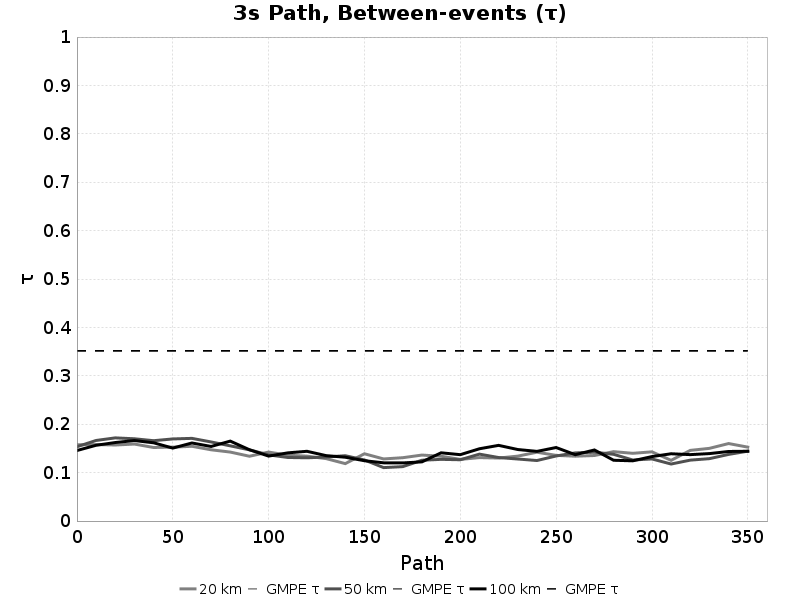 3s Path, Between-events (τ)
1
0.9
0.8
0.7
0.6
0.5
0.4
0.3
0.2
0.1
0
τ
0 50 100 150 200 250 300 350
Path
20 km GMPE τ 50 km GMPE τ 100 km GMPE τ